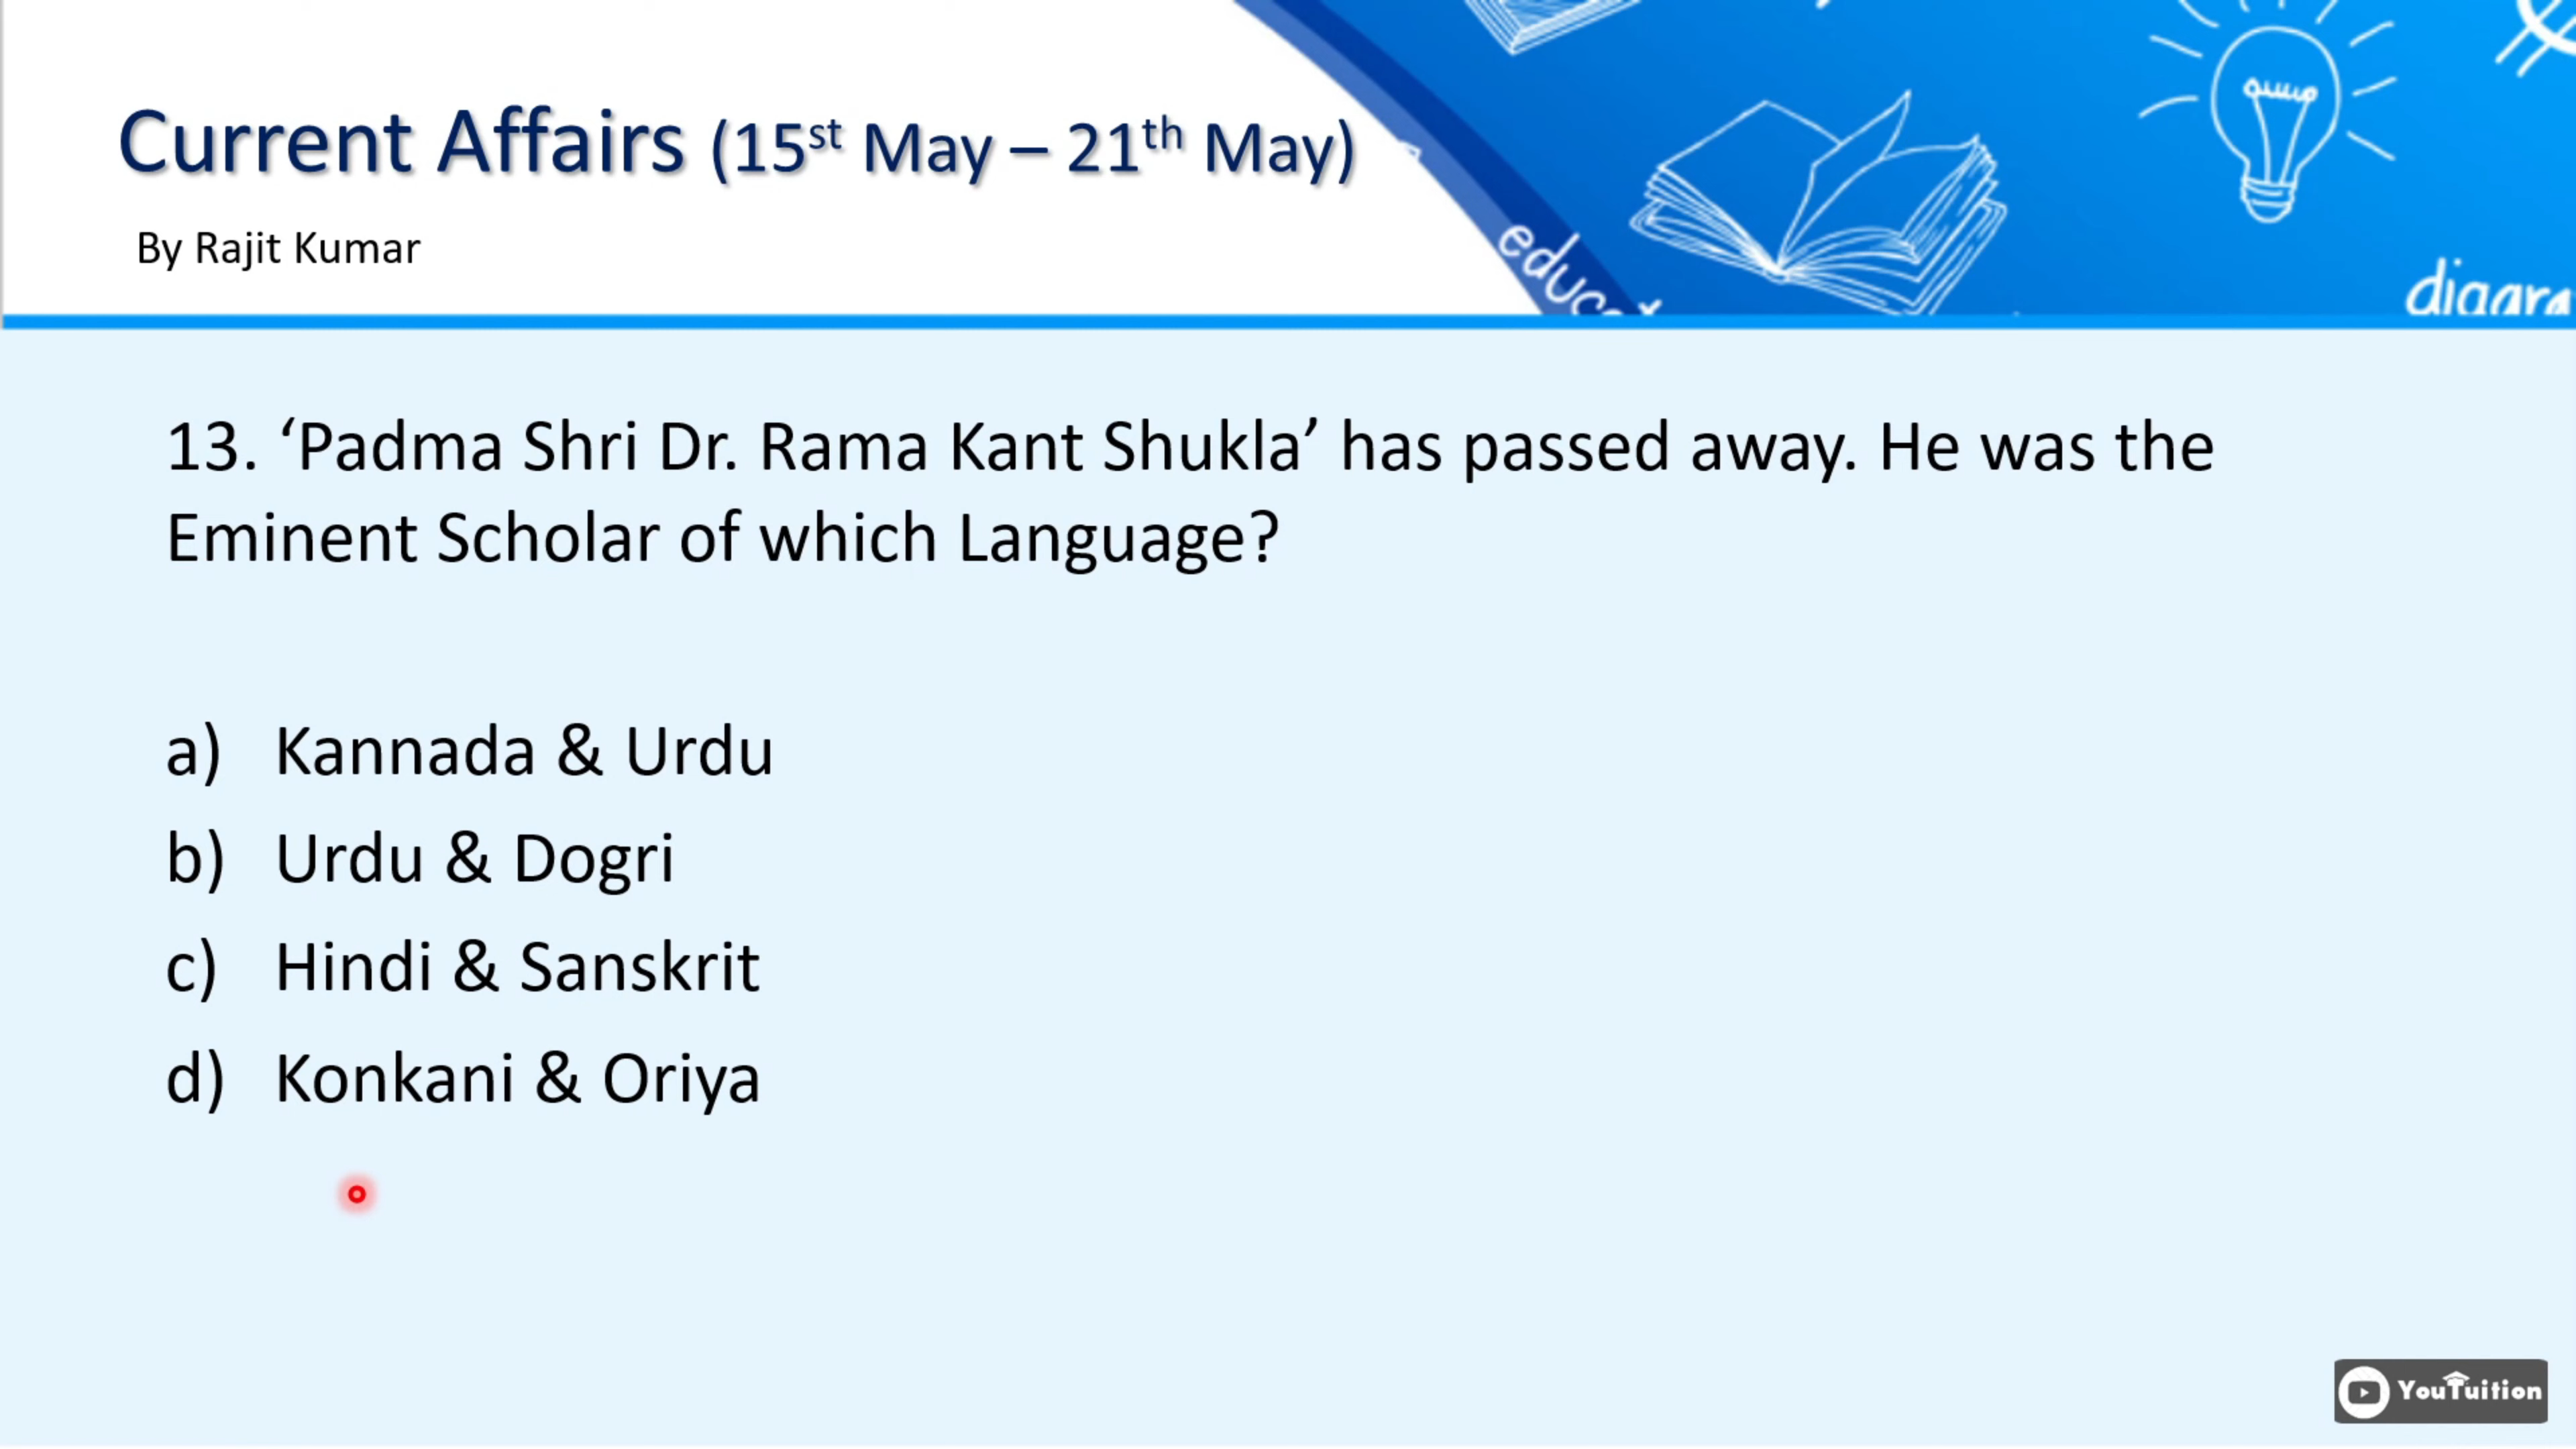 Current Affairs (15st May – 21th May)
By Rajit Kumar
13. ‘Padma Shri Dr. Rama Kant Shukla’ has passed away. He was the
Eminent Scholar of which Language?
a) Kannada & Urdu
b) Urdu & Dogri
c) Hindi & Sanskrit
d) Konkani & Oriya
YouTuition